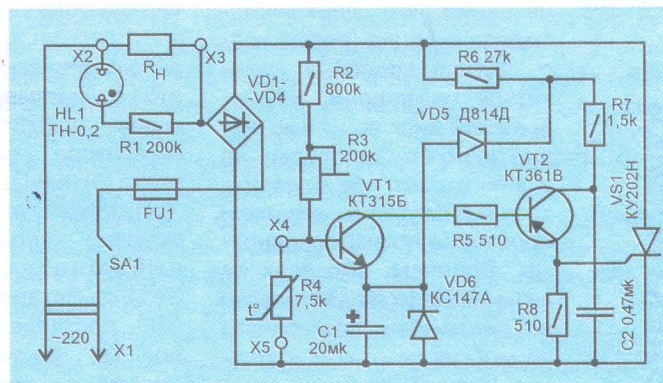 X2
Rн
X3
HL1
ТН-0,2
R1 200k
VD1-
-VD4
FU1
SA1
~220
X1
R2
800k
R3
200k
X4
VT1
КТ315Б
R4
7,5k
t°
X5
C1
20мк
+
VD6
КС147А
R6 27k
VD5 Д814Д
R5 510
VT2
КТ361В
R7
1,5k
R8
510
C2 0,47мк
VS1
КУ202Н